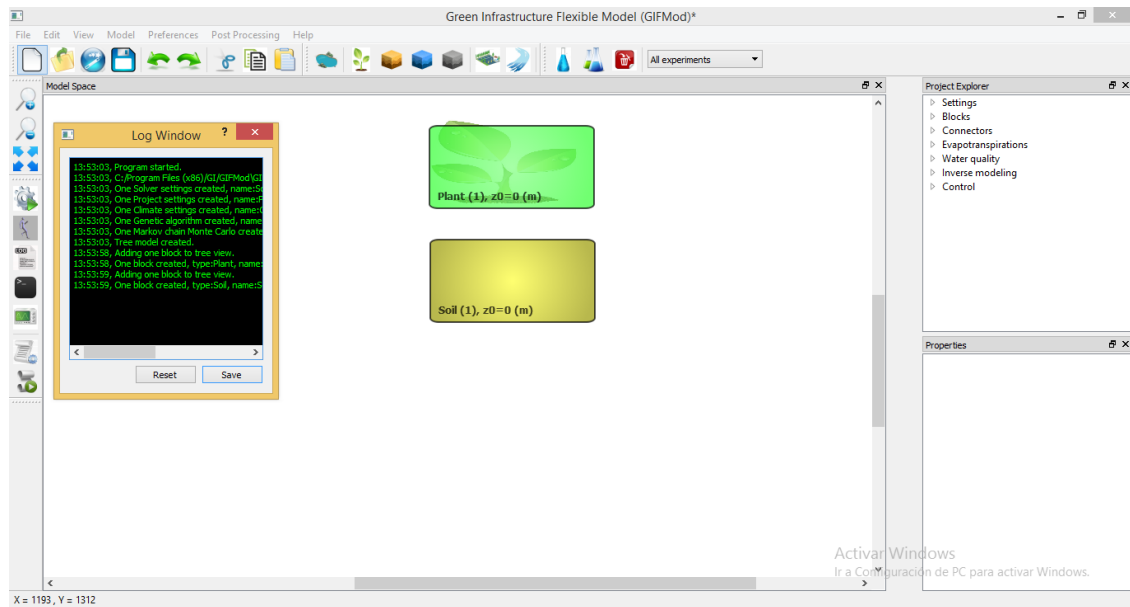 Green Infrastructure Flexible Model (GIFMod)*
File Edit View Model Preferences Post Processing Help
All experiments
Model Space
Log Window ?
13:53:03, Program started.
13:53:03, C:/Program Files (x86)/GI/GIFMod\GI
13:53:03, One Solver settings created, name:So
13:53:03, One Project settings created, name:P
13:53:03, One Climate settings created, name:C
13:53:03, One Genetic algorithm created, name
13:53:03, One Markov chain Monte Carlo create
13:53:03, Tree model created.
13:53:58, Adding one block to tree view.
13:53:58, One block created, type:Plant, name:
13:53:59, Adding one block to tree view.
13:53:59, One block created, type:Soil, name:S
Reset Save
Plant (1), z0=0 (m)
Soil (1), z0=0 (m)
LOG
Project Explorer
Settings
Blocks
Connectors
Evapotranspirations
Water quality
Inverse modeling
Control
Properties
Activar Windows
Ir a Configuración de PC para activar Windows.
X = 1193, Y = 1312